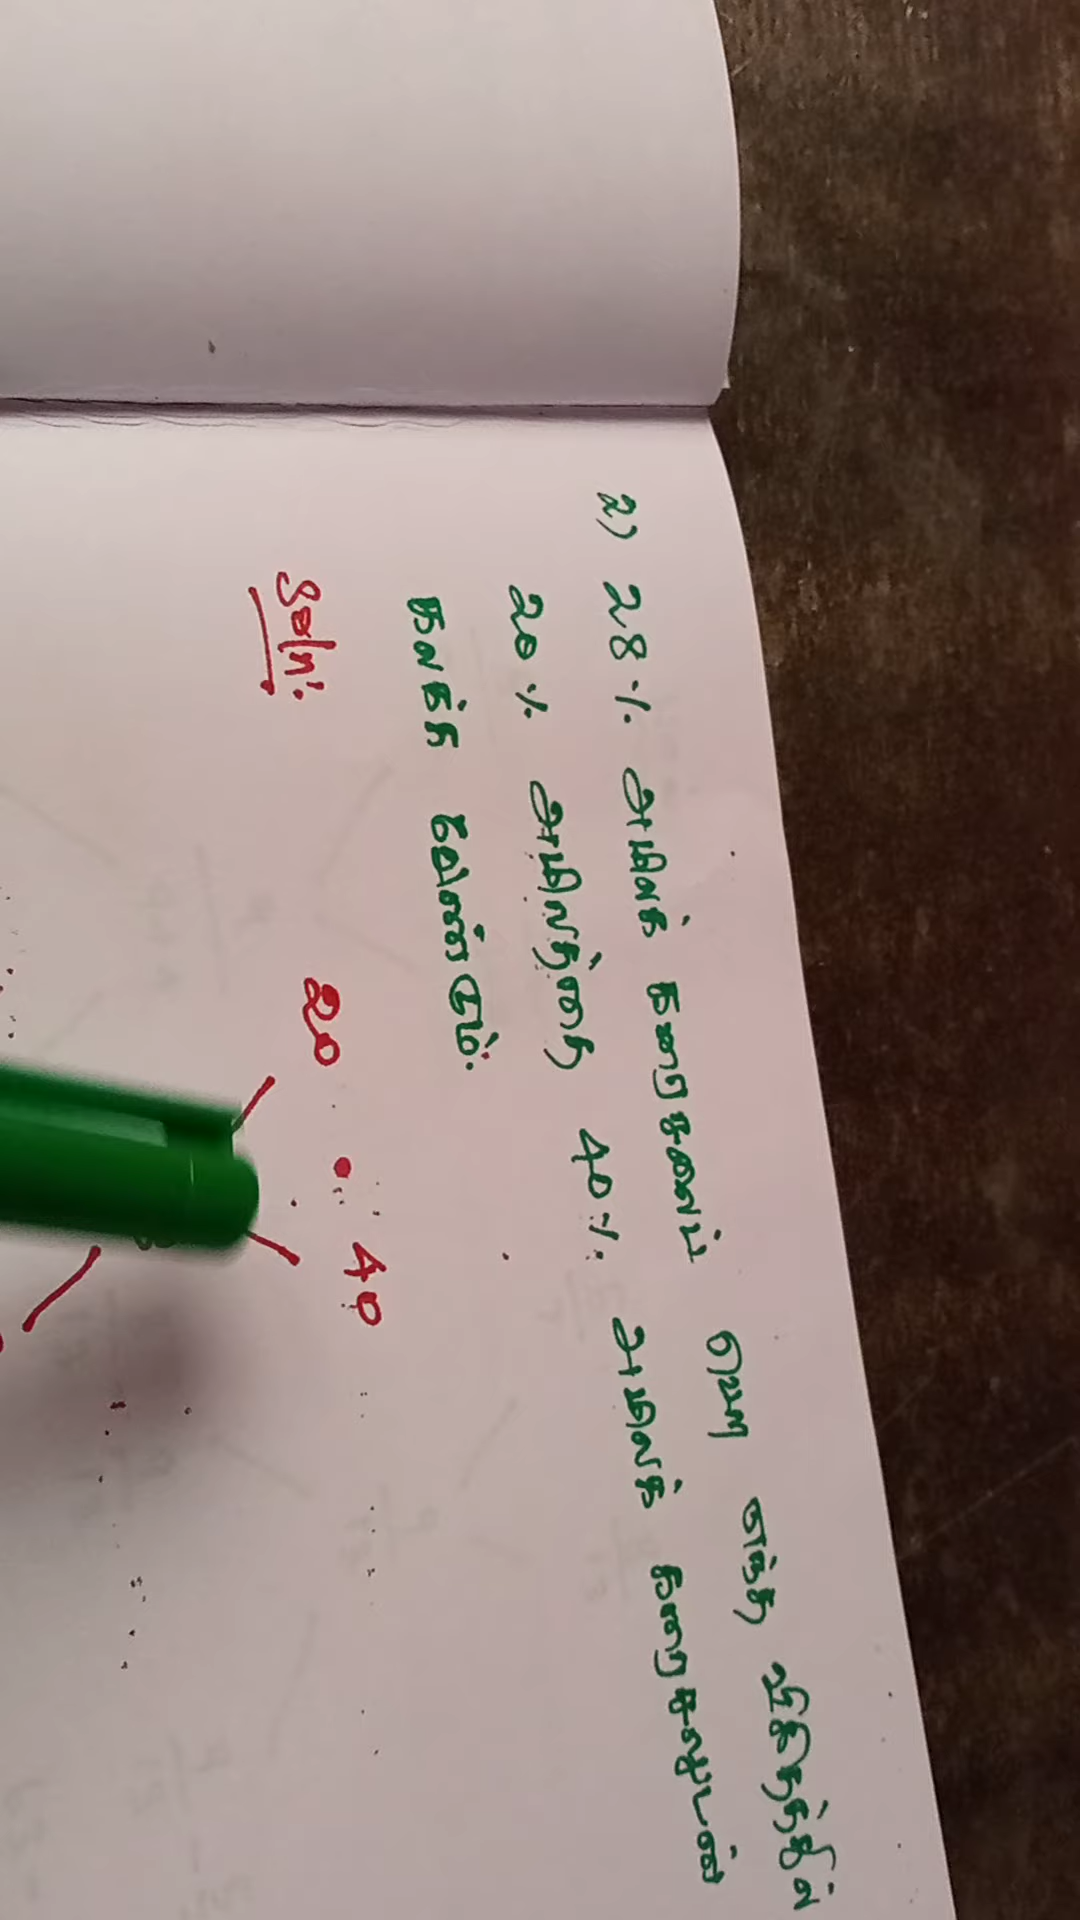 2) 28% அமிலக் கரைசலைப் பெற எந்த விகிதத்தில்
20% அமிலத்தை 40% அமிலக் கரைசலுடன்
கலக்க வேண்டும்.
Soln:
20 40